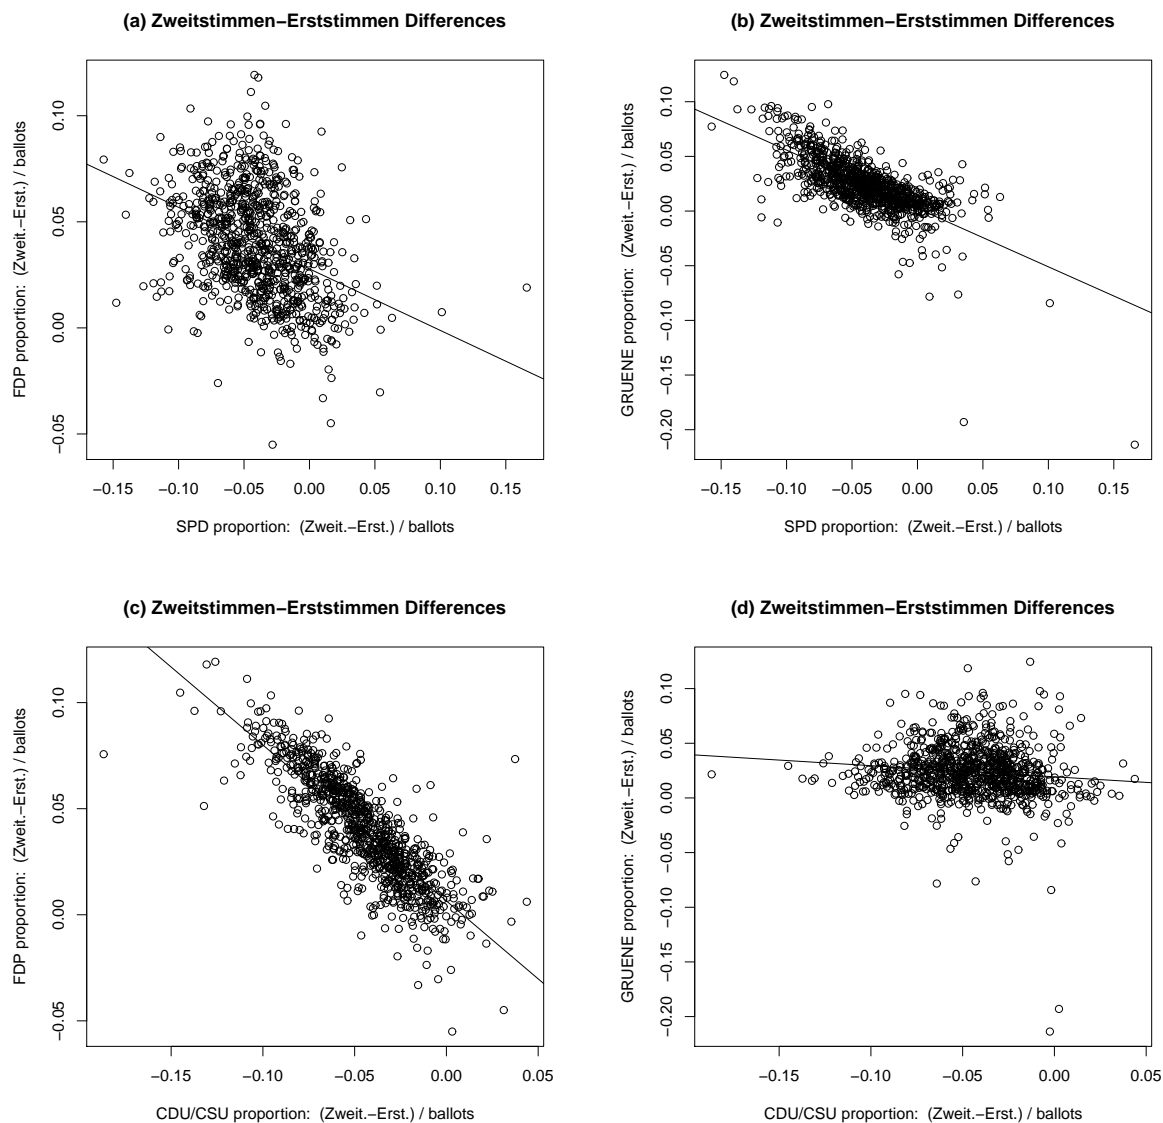 (a) Zweitstimmen−Erststimmen Differences
FDP proportion:  (Zweit.−Erst.) / ballots
0.10
0.05
0.00
−0.05
−0.15 −0.10 −0.05 0.00 0.05 0.10 0.15
SPD proportion:  (Zweit.−Erst.) / ballots
(b) Zweitstimmen−Erststimmen Differences
GRUENE proportion:  (Zweit.−Erst.) / ballots
0.10
0.05
0.00
−0.05
−0.10
−0.15
−0.20
−0.15 −0.10 −0.05 0.00 0.05 0.10 0.15
SPD proportion:  (Zweit.−Erst.) / ballots
(c) Zweitstimmen−Erststimmen Differences
FDP proportion:  (Zweit.−Erst.) / ballots
0.10
0.05
0.00
−0.05
−0.15 −0.10 −0.05 0.00 0.05
CDU/CSU proportion:  (Zweit.−Erst.) / ballots
(d) Zweitstimmen−Erststimmen Differences
GRUENE proportion:  (Zweit.−Erst.) / ballots
0.10
0.05
0.00
−0.05
−0.10
−0.15
−0.20
−0.15 −0.10 −0.05 0.00 0.05
CDU/CSU proportion:  (Zweit.−Erst.) / ballots